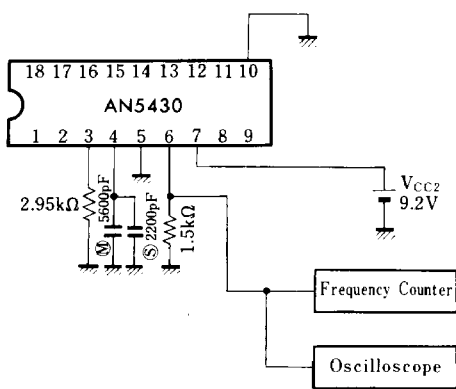 18 17 16 15 14 13 12 11 10
AN5430
1 2 3 4 5 6 7 8 9
2.95kΩ
5600pF
Ⓜ
Ⓢ 2200pF
1.5kΩ
VCC2
9.2V
Frequency Counter
Oscilloscope